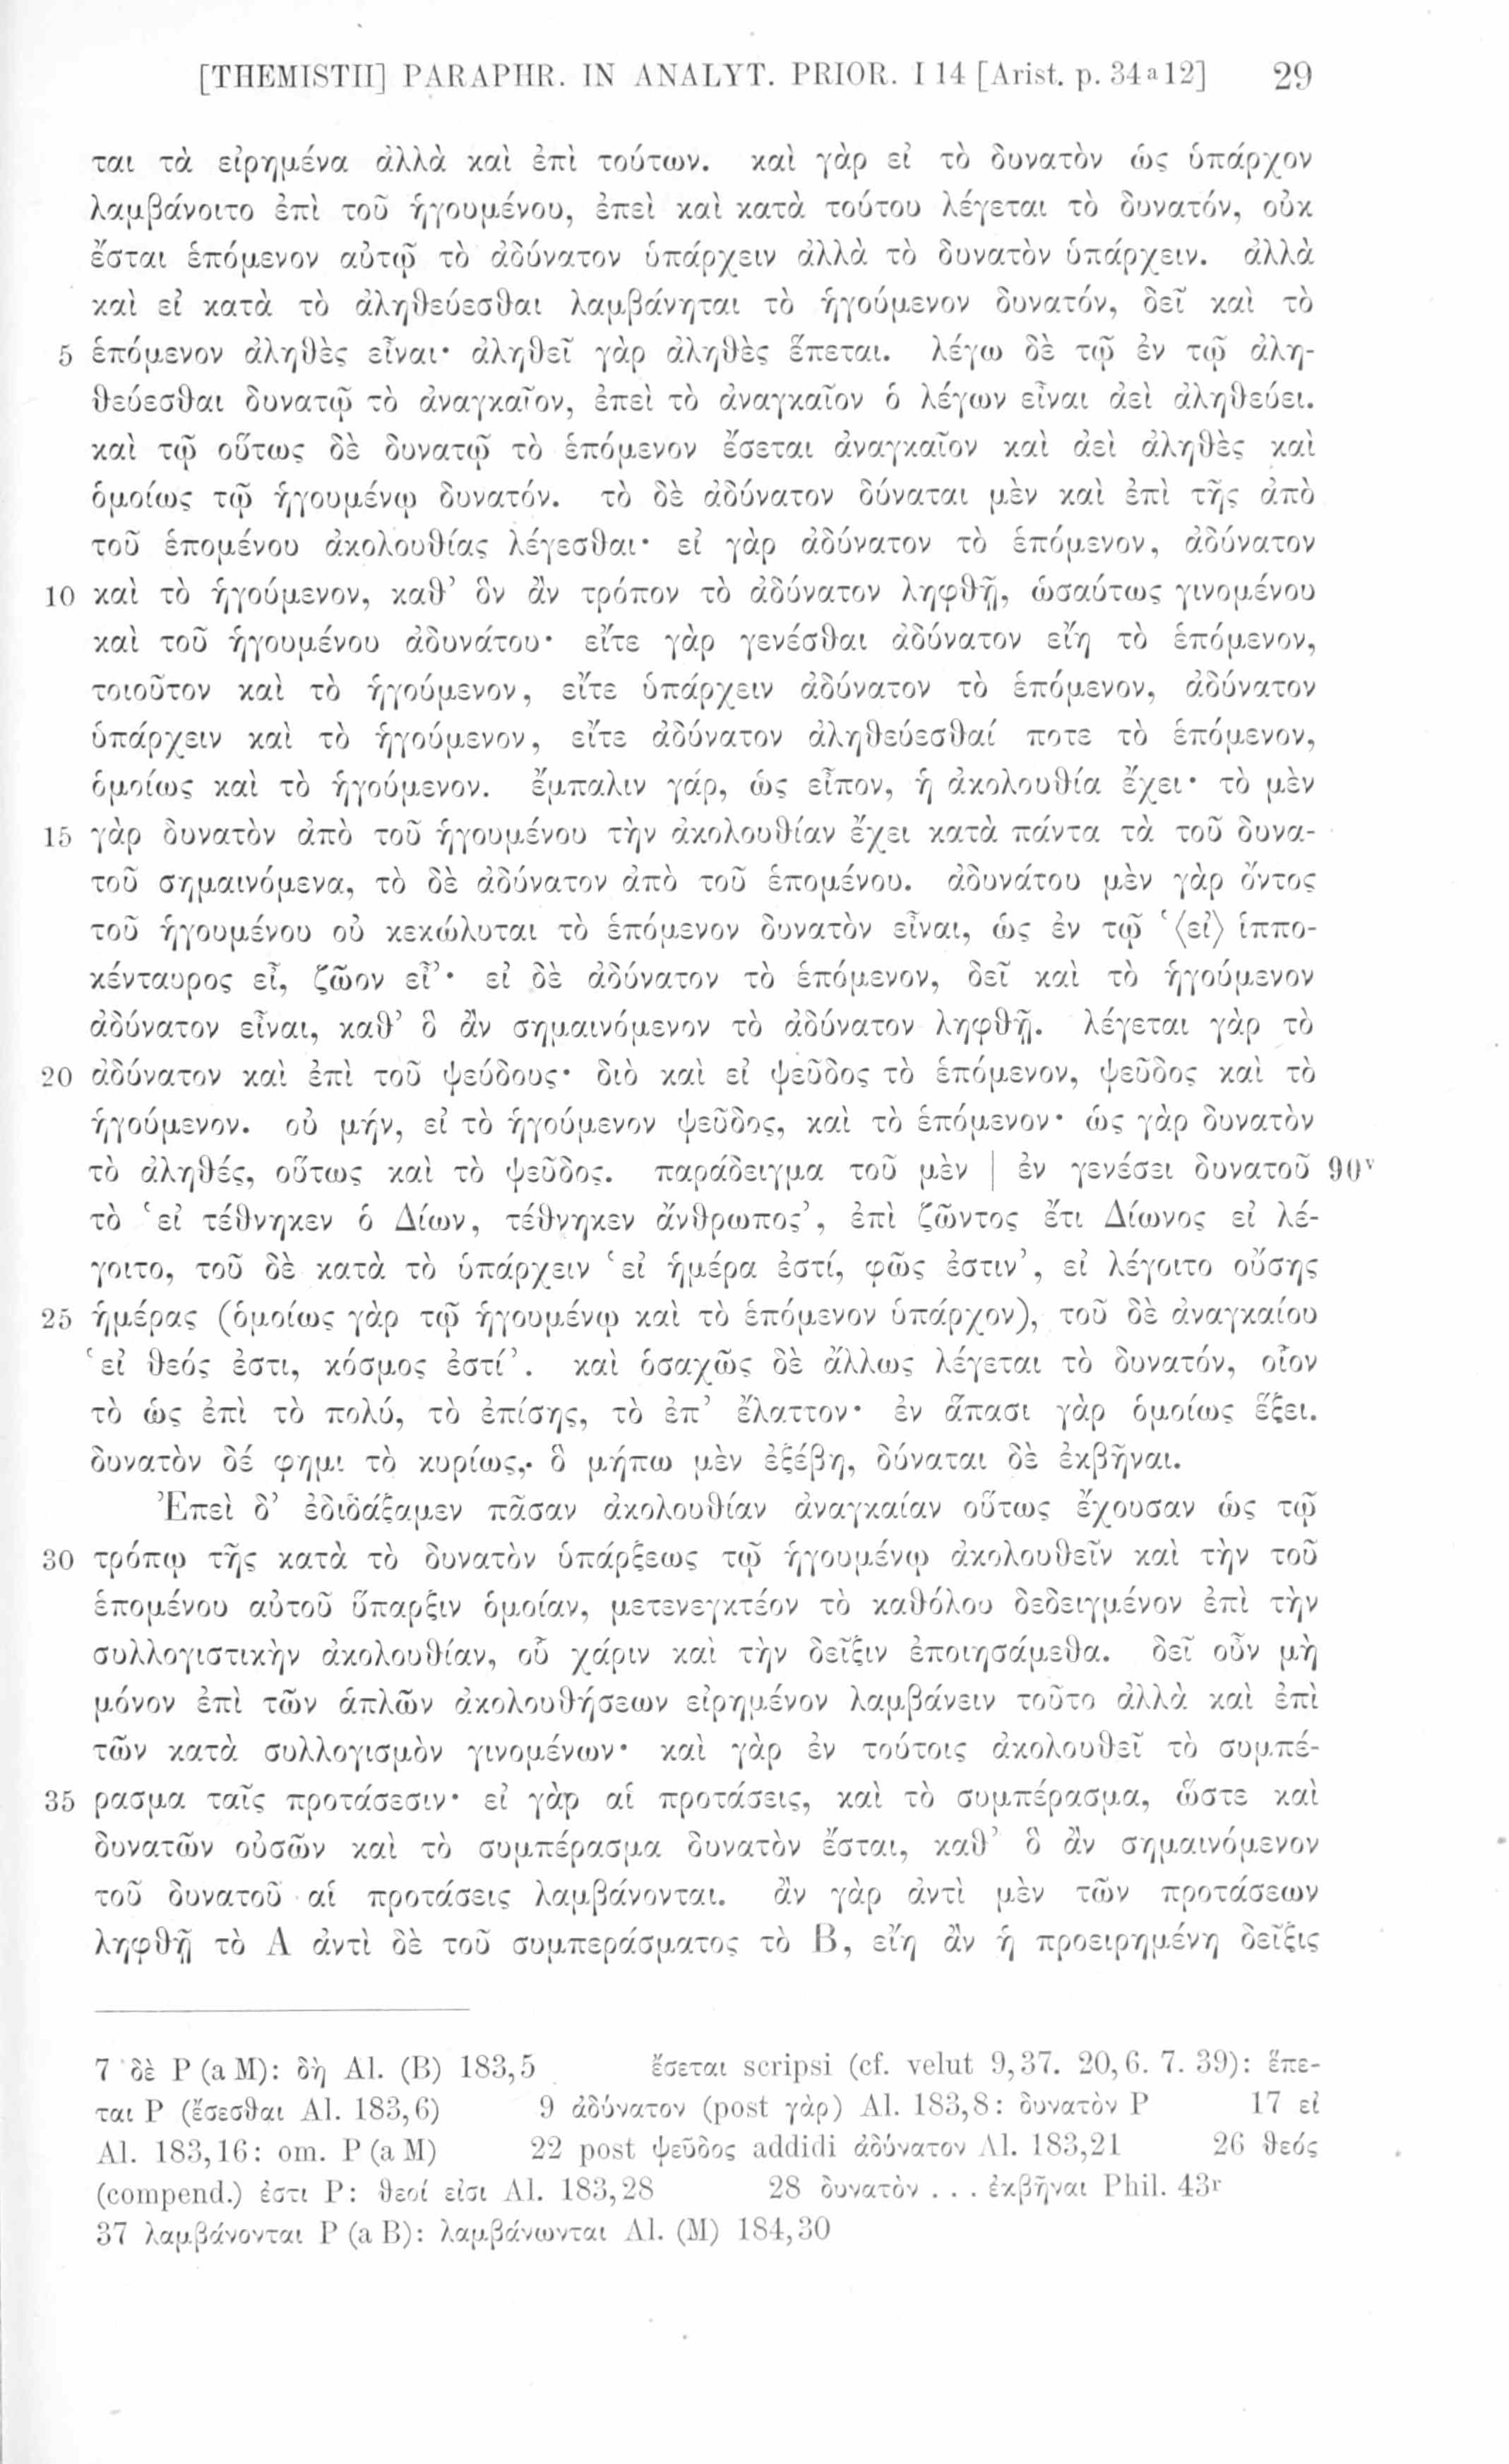 [THEMISTII] PARAPHR. IN ANALYT. PRIOR. I 14 [Arist. p. 34a12] 29
ται τὰ εἰρημένα ἀλλὰ καὶ ἐπὶ τούτων. καὶ γὰρ εἰ τὸ δυνατὸν ὡς ὑπάρχον
λαμβάνοιτο ἐπὶ τοῦ ἡγουμένου, ἐπεὶ καὶ κατὰ τούτου λέγεται τὸ δυνατόν, οὐκ
ἔσται ἑπόμενον αὐτῷ τὸ ἀδύνατον ὑπάρχειν ἀλλὰ τὸ δυνατὸν ὑπάρχειν. ἀλλὰ
καὶ εἰ κατὰ τὸ ἀληθεύεσθαι λαμβάνηται τὸ ἡγούμενον δυνατόν, δεῖ καὶ τὸ
5 ἑπόμενον ἀληθὲς εἶναι· ἀληθεῖ γὰρ ἀληθὲς ἕπεται. λέγω δὲ τῷ ἐν τῷ ἀλη-
θεύεσθαι δυνατῷ τὸ ἀναγκαῖον, ἐπεὶ τὸ ἀναγκαῖον ὁ λέγων εἶναι ἀεὶ ἀληθεύει.
καὶ τῷ οὕτως δὲ δυνατῷ τὸ ἑπόμενον ἔσεται ἀναγκαῖον καὶ ἀεὶ ἀληθὲς καὶ
ὁμοίως τῷ ἡγουμένῳ δυνατόν. τὸ δὲ ἀδύνατον δύναται μὲν καὶ ἐπὶ τῆς ἀπὸ
τοῦ ἑπομένου ἀκολουθίας λέγεσθαι· εἰ γὰρ ἀδύνατον τὸ ἑπόμενον, ἀδύνατον
10 καὶ τὸ ἡγούμενον, καθ’ ὃν ἂν τρόπον τὸ ἀδύνατον ληφθῇ, ὡσαύτως γινομένου
καὶ τοῦ ἡγουμένου ἀδυνάτου· εἴτε γὰρ γενέσθαι ἀδύνατον εἴη τὸ ἑπόμενον,
τοιοῦτον καὶ τὸ ἡγούμενον, εἴτε ὑπάρχειν ἀδύνατον τὸ ἑπόμενον, ἀδύνατον
ὑπάρχειν καὶ τὸ ἡγούμενον, εἴτε ἀδύνατον ἀληθεύεσθαί ποτε τὸ ἑπόμενον,
ὁμοίως καὶ τὸ ἡγούμενον. ἔμπαλιν γάρ, ὡς εἶπον, ἡ ἀκολουθία ἔχει· τὸ μὲν
15 γὰρ δυνατὸν ἀπὸ τοῦ ἡγουμένου τὴν ἀκολουθίαν ἔχει κατὰ πάντα τὰ τοῦ δυνα-
τοῦ σημαινόμενα, τὸ δὲ ἀδύνατον ἀπὸ τοῦ ἑπομένου. ἀδυνάτου μὲν γὰρ ὄντος
τοῦ ἡγουμένου οὐ κεκώλυται τὸ ἑπόμενον δυνατὸν εἶναι, ὡς ἐν τῷ ‘⟨εἰ⟩ ἱππο-
κένταυρος εἶ, ζῷον εἶ’· εἰ δὲ ἀδύνατον τὸ ἑπόμενον, δεῖ καὶ τὸ ἡγούμενον
ἀδύνατον εἶναι, καθ’ ὃ ἂν σημαινόμενον τὸ ἀδύνατον ληφθῇ. λέγεται γὰρ τὸ
20 ἀδύνατον καὶ ἐπὶ τοῦ ψεύδους· διὸ καὶ εἰ ψεῦδος τὸ ἑπόμενον, ψεῦδος καὶ τὸ
ἡγούμενον. οὐ μήν, εἰ τὸ ἡγούμενον ψεῦδος, καὶ τὸ ἑπόμενον· ὡς γὰρ δυνατὸν
τὸ ἀληθές, οὕτως καὶ τὸ ψεῦδος. παράδειγμα τοῦ μὲν | ἐν γενέσει δυνατοῦ 90v
τὸ ‘εἰ τέθνηκεν ὁ Δίων, τέθνηκεν ἄνθρωπος’, ἐπὶ ζῶντος ἔτι Δίωνος εἰ λέ-
γοιτο, τοῦ δὲ κατὰ τὸ ὑπάρχειν ‘εἰ ἡμέρα ἐστί, φῶς ἐστιν’, εἰ λέγοιτο οὔσης
25 ἡμέρας (ὁμοίως γὰρ τῷ ἡγουμένῳ καὶ τὸ ἑπόμενον ὑπάρχον), τοῦ δὲ ἀναγκαίου
‘εἰ θεός ἐστι, κόσμος ἐστί’. καὶ ὁσαχῶς δὲ ἄλλως λέγεται τὸ δυνατόν, οἷον
τὸ ὡς ἐπὶ τὸ πολύ, τὸ ἐπίσης, τὸ ἐπ’ ἔλαττον· ἐν ἅπασι γὰρ ὁμοίως ἕξει.
δυνατὸν δέ φημι τὸ κυρίως, ὃ μήπω μὲν ἐξέβη, δύναται δὲ ἐκβῆναι.
Ἐπεὶ δ’ ἐδιδάξαμεν πᾶσαν ἀκολουθίαν ἀναγκαίαν οὕτως ἔχουσαν ὡς τῷ
30 τρόπῳ τῆς κατὰ τὸ δυνατὸν ὑπάρξεως τῷ ἡγουμένῳ ἀκολουθεῖν καὶ τὴν τοῦ
ἑπομένου αὐτοῦ ὕπαρξιν ὁμοίαν, μετενεγκτέον τὸ καθόλου δεδειγμένον ἐπὶ τὴν
συλλογιστικὴν ἀκολουθίαν, οὗ χάριν καὶ τὴν δεῖξιν ἐποιησάμεθα. δεῖ οὖν μὴ
μόνον ἐπὶ τῶν ἁπλῶν ἀκολουθήσεων εἰρημένον λαμβάνειν τοῦτο ἀλλὰ καὶ ἐπὶ
τῶν κατὰ συλλογισμὸν γινομένων· καὶ γὰρ ἐν τούτοις ἀκολουθεῖ τὸ συμπέ-
35 ρασμα ταῖς προτάσεσιν· εἰ γὰρ αἱ προτάσεις, καὶ τὸ συμπέρασμα, ὥστε καὶ
δυνατῶν οὐσῶν καὶ τὸ συμπέρασμα δυνατὸν ἔσται, καθ’ ὃ ἂν σημαινόμενον
τοῦ δυνατοῦ αἱ προτάσεις λαμβάνονται. ἂν γὰρ ἀντὶ μὲν τῶν προτάσεων
ληφθῇ τὸ Α ἀντὶ δὲ τοῦ συμπεράσματος τὸ Β, εἴη ἂν ἡ προειρημένη δεῖξις
7 δὲ P (a M): δὴ Al. (B) 183,5 ἔσεται scripsi (cf. velut 9,37. 20,6. 7. 39): ἕπε-
ται P (ἔσεσθαι Al. 183,6) 9 ἀδύνατον (post γὰρ) Al. 183,8: δυνατὸν P 17 εἰ
Al. 183,16: om. P (a M) 22 post ψεῦδος addidi ἀδύνατον Al. 183,21 26 θεός
(compend.) ἐστι P: θεοί εἰσι Al. 183,28 28 δυνατὸν . . . ἐκβῆναι Phil. 43r
37 λαμβάνονται P (a B): λαμβάνωνται Al. (M) 184,30